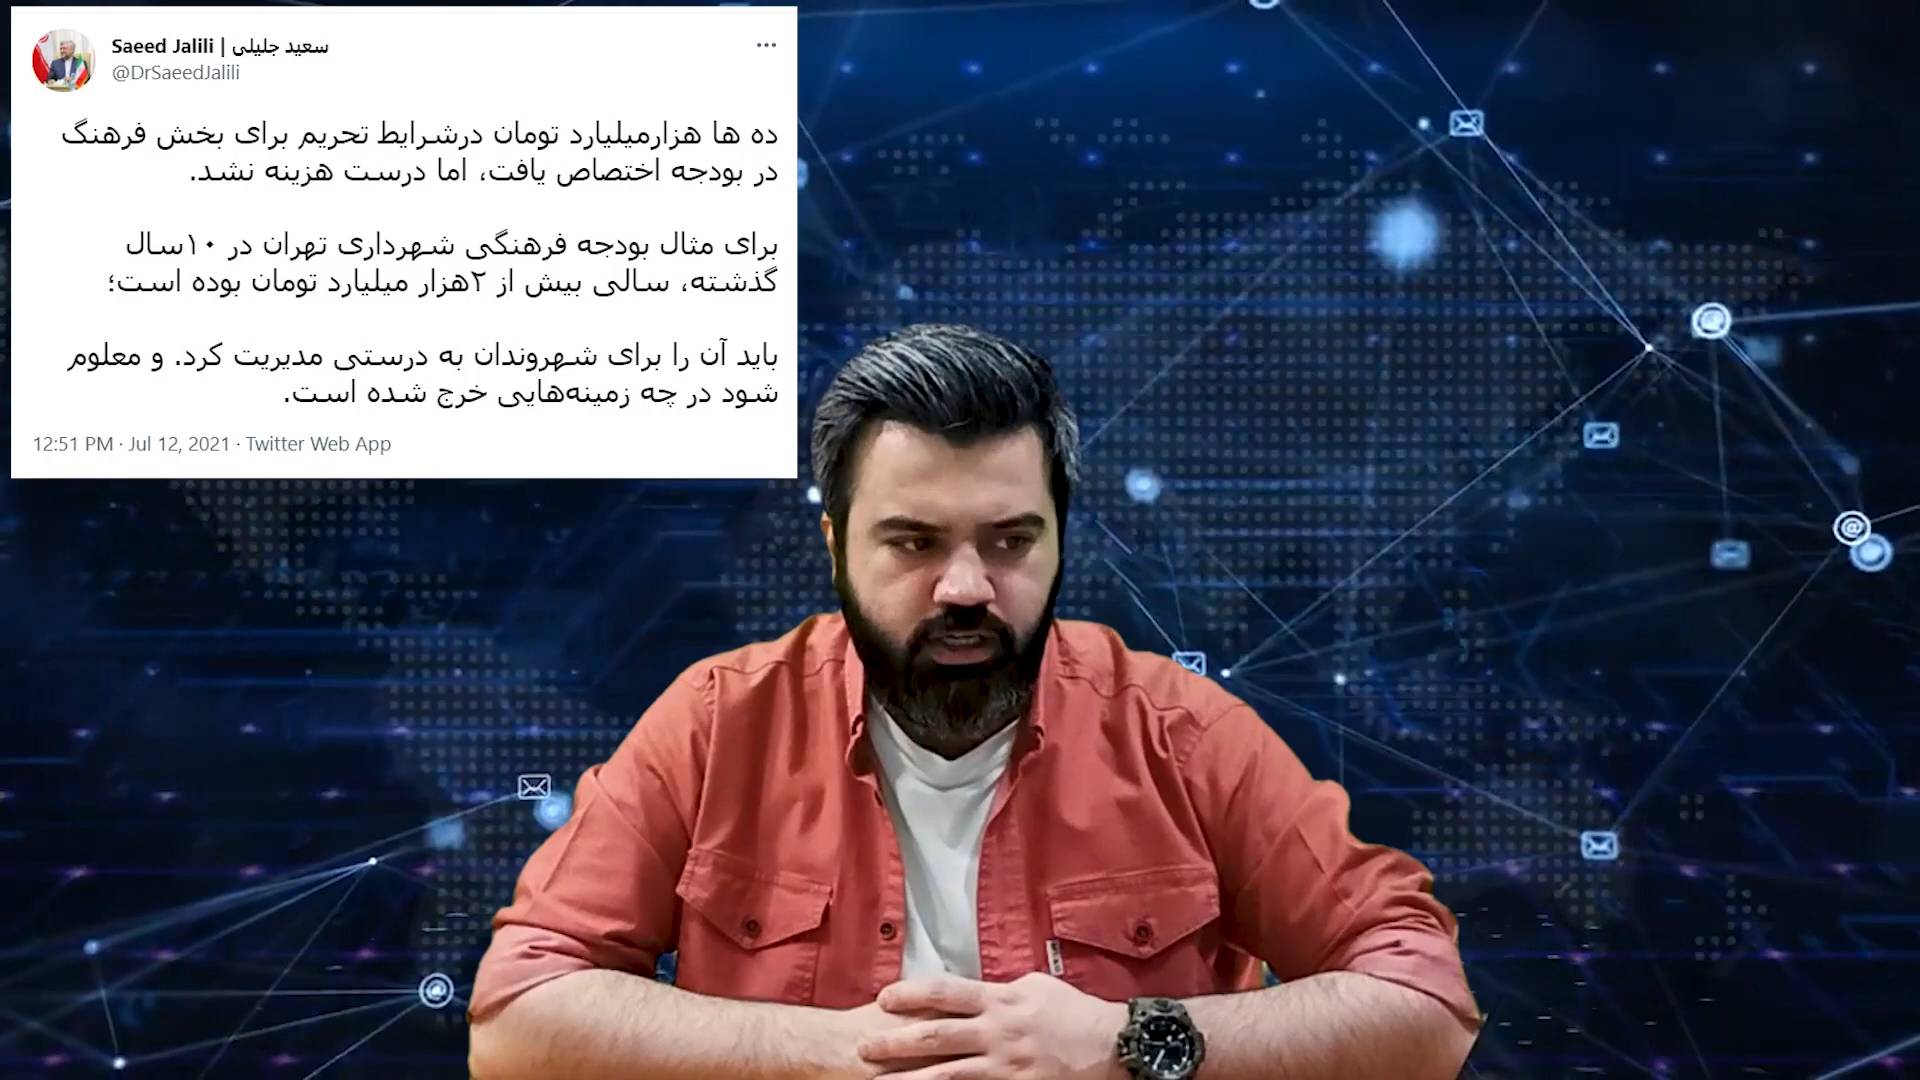 Saeed Jalili | سعید جلیلی
@DrSaeedJalili
ده ها هزارمیلیارد تومان درشرایط تحریم برای بخش فرهنگ
در بودجه اختصاص یافت، اما درست هزینه نشد.
برای مثال بودجه فرهنگی شهرداری تهران در ۱۰سال
گذشته، سالی بیش از ۲هزار میلیارد تومان بوده است؛
باید آن را برای شهروندان به درستی مدیریت کرد. و معلوم
شود در چه زمینه‌هایی خرج شده است.
12:51 PM · Jul 12, 2021 · Twitter Web App